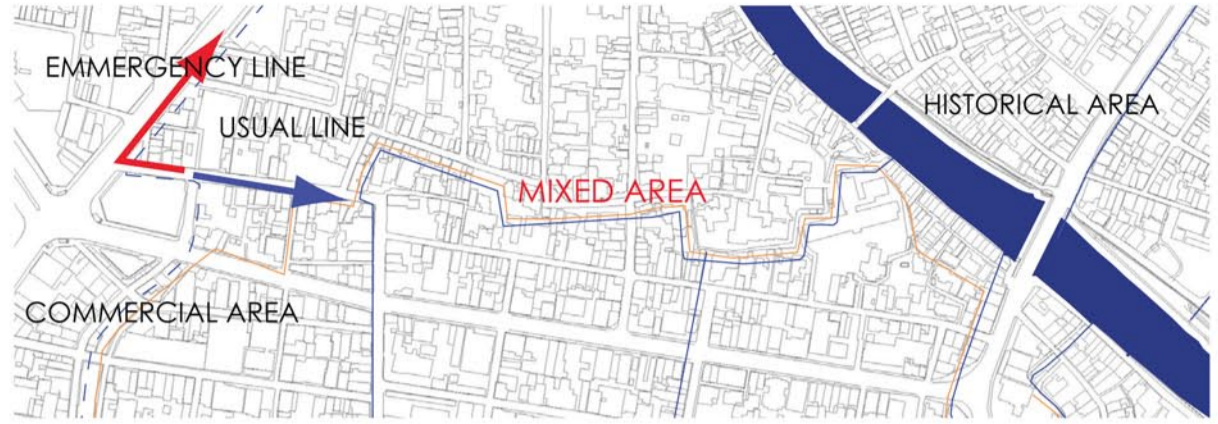 EMMERGENCY LINE
USUAL LINE
HISTORICAL AREA
MIXED AREA
COMMERCIAL AREA